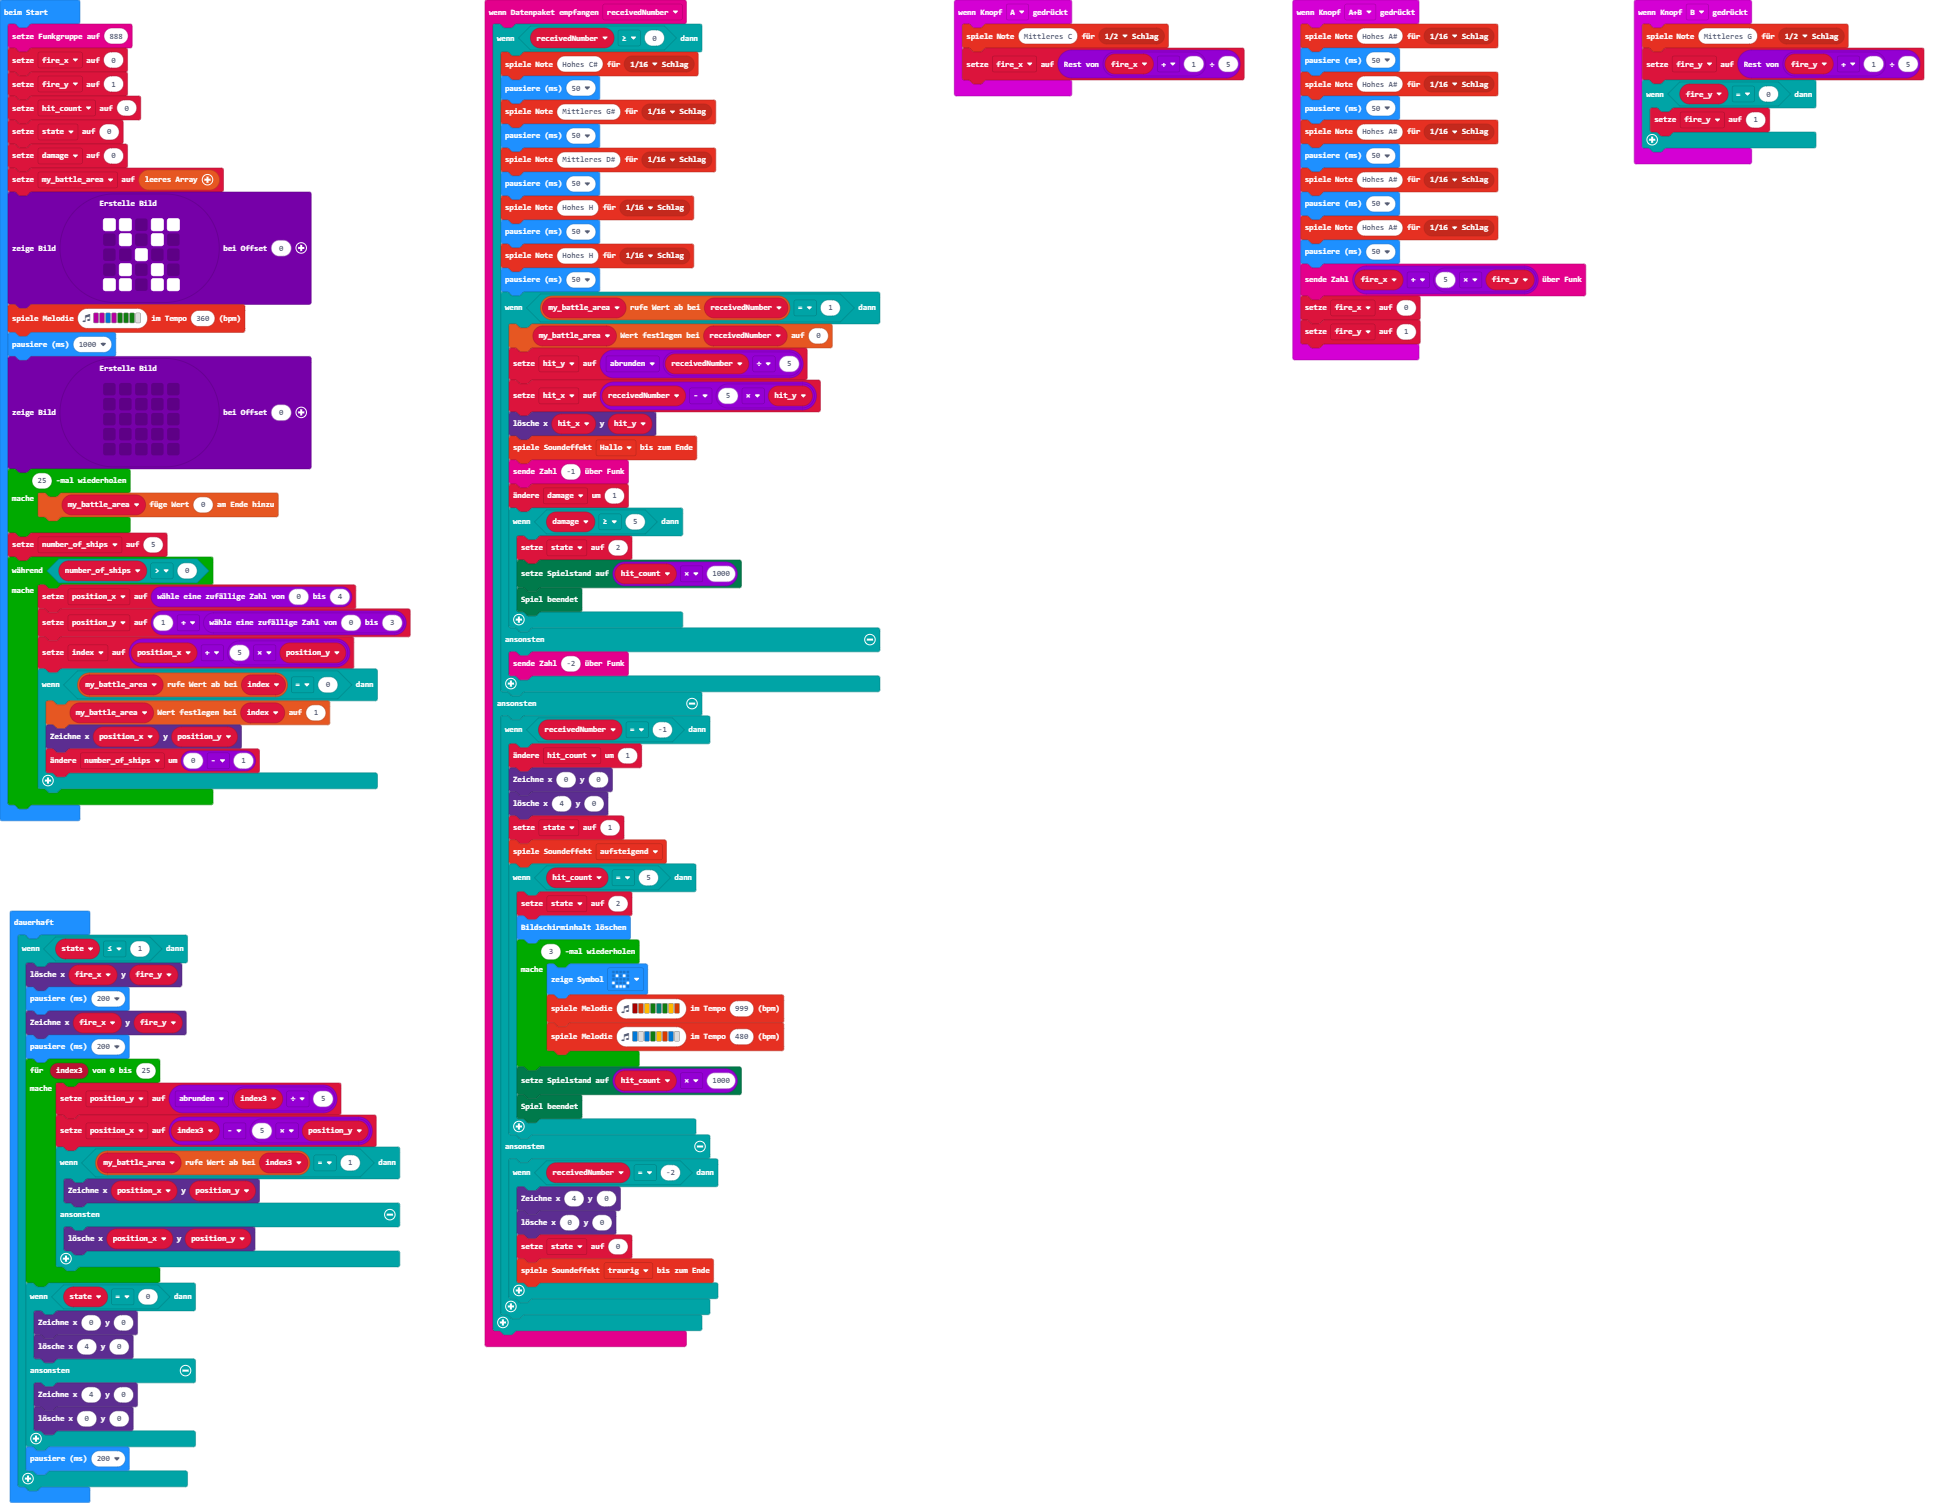 beim Start
setze Funkgruppe auf 888
setze fire_x auf 0
setze fire_y auf 1
setze hit_count auf 0
setze state auf 0
setze damage auf 0
setze my_battle_area auf leeres Array
Erstelle Bild
zeige Bild bei Offset 0
spiele Melodie im Tempo 360 (bpm)
pausiere (ms) 1000
Erstelle Bild
zeige Bild bei Offset 0
25 -mal wiederholen
mache my_battle_area füge Wert 0 am Ende hinzu
setze number_of_ships auf 5
während number_of_ships > 0
mache setze position_x auf wähle eine zufällige Zahl von 0 bis 4
setze position_y auf 1 + wähle eine zufällige Zahl von 0 bis 3
setze index auf position_x + 5 × position_y
wenn my_battle_area rufe Wert ab bei index = 0 dann
my_battle_area Wert festlegen bei index auf 1
Zeichne x position_x y position_y
ändere number_of_ships um 0 - 1
dauerhaft
wenn state ≤ 1 dann
lösche x fire_x y fire_y
pausiere (ms) 200
Zeichne x fire_x y fire_y
pausiere (ms) 200
für index3 von 0 bis 25
mache setze position_y auf abrunden index3 ÷ 5
setze position_x auf index3 - 5 × position_y
wenn my_battle_area rufe Wert ab bei index3 = 1 dann
Zeichne x position_x y position_y
ansonsten
lösche x position_x y position_y
wenn state = 0 dann
Zeichne x 0 y 0
lösche x 4 y 0
ansonsten
Zeichne x 4 y 0
lösche x 0 y 0
pausiere (ms) 200
wenn Datenpaket empfangen receivedNumber
wenn receivedNumber ≥ 0 dann
spiele Note Hohes C# für 1/16 Schlag
pausiere (ms) 50
spiele Note Mittleres G# für 1/16 Schlag
pausiere (ms) 50
spiele Note Mittleres D# für 1/16 Schlag
pausiere (ms) 50
spiele Note Hohes H für 1/16 Schlag
pausiere (ms) 50
spiele Note Hohes H für 1/16 Schlag
pausiere (ms) 50
wenn my_battle_area rufe Wert ab bei receivedNumber = 1 dann
my_battle_area Wert festlegen bei receivedNumber auf 0
setze hit_y auf abrunden receivedNumber ÷ 5
setze hit_x auf receivedNumber - 5 × hit_y
lösche x hit_x y hit_y
spiele Soundeffekt Hallo bis zum Ende
sende Zahl -1 über Funk
ändere damage um 1
wenn damage ≥ 5 dann
setze state auf 2
setze Spielstand auf hit_count × 1000
Spiel beendet
ansonsten
sende Zahl -2 über Funk
ansonsten
wenn receivedNumber = -1 dann
ändere hit_count um 1
Zeichne x 0 y 0
lösche x 4 y 0
setze state auf 1
spiele Soundeffekt aufsteigend
wenn hit_count = 5 dann
setze state auf 2
Bildschirminhalt löschen
3 -mal wiederholen
mache zeige Symbol
spiele Melodie im Tempo 999 (bpm)
spiele Melodie im Tempo 480 (bpm)
setze Spielstand auf hit_count × 1000
Spiel beendet
ansonsten
wenn receivedNumber = -2 dann
Zeichne x 4 y 0
lösche x 0 y 0
setze state auf 0
spiele Soundeffekt traurig bis zum Ende
wenn Knopf A gedrückt
spiele Note Mittleres C für 1/2 Schlag
setze fire_x auf Rest von fire_x + 1 ÷ 5
wenn Knopf A+B gedrückt
spiele Note Hohes A# für 1/16 Schlag
pausiere (ms) 50
spiele Note Hohes A# für 1/16 Schlag
pausiere (ms) 50
spiele Note Hohes A# für 1/16 Schlag
pausiere (ms) 50
spiele Note Hohes A# für 1/16 Schlag
pausiere (ms) 50
spiele Note Hohes A# für 1/16 Schlag
pausiere (ms) 50
sende Zahl fire_x + 5 × fire_y über Funk
setze fire_x auf 0
setze fire_y auf 1
wenn Knopf B gedrückt
spiele Note Mittleres G für 1/2 Schlag
setze fire_y auf Rest von fire_y + 1 ÷ 5
wenn fire_y = 0 dann
setze fire_y auf 1